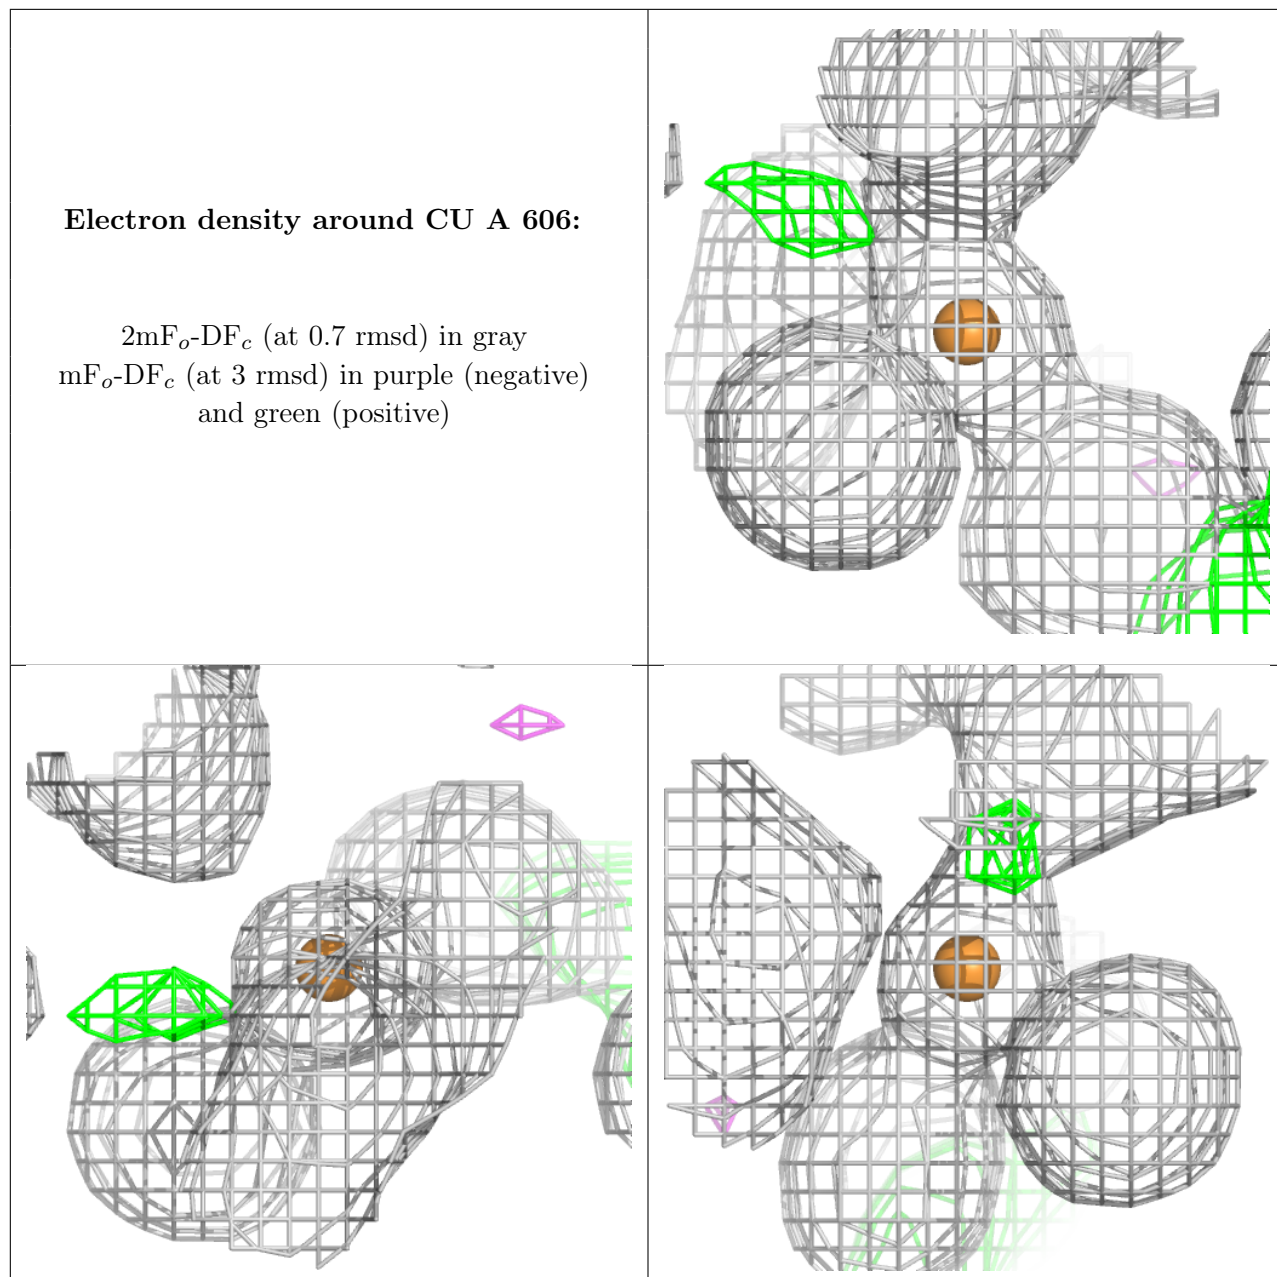 Electron density around CU A 606:
2mFo-DFc (at 0.7 rmsd) in gray
mFo-DFc (at 3 rmsd) in purple (negative)
and green (positive)